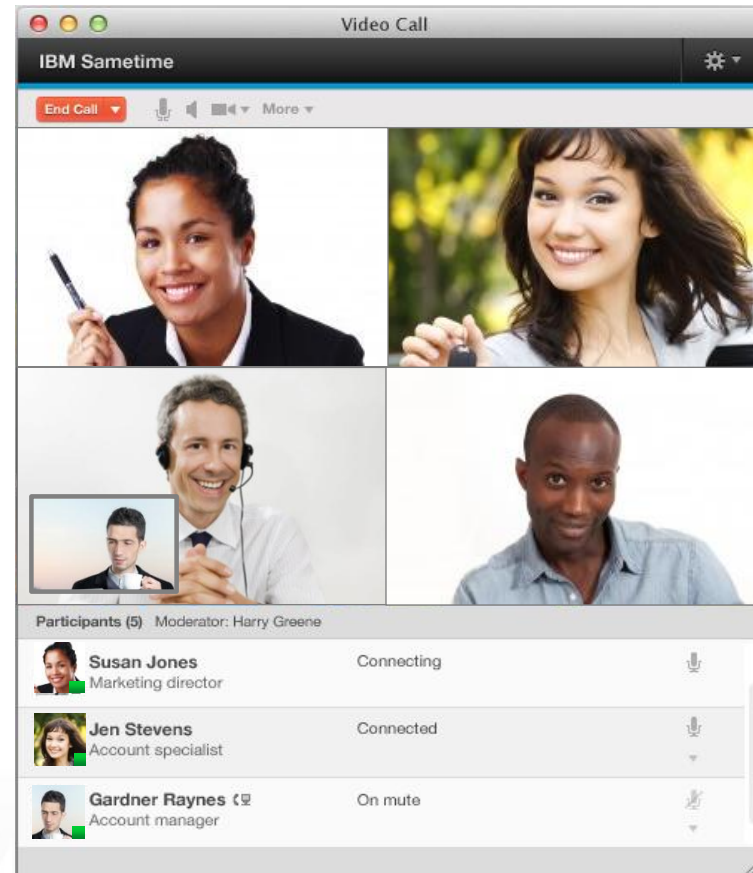 Video Call
IBM Sametime
End Call More
Participants (5) Moderator: Harry Greene
Susan Jones Connecting
Marketing director
Jen Stevens Connected
Account specialist
Gardner Raynes On mute
Account manager